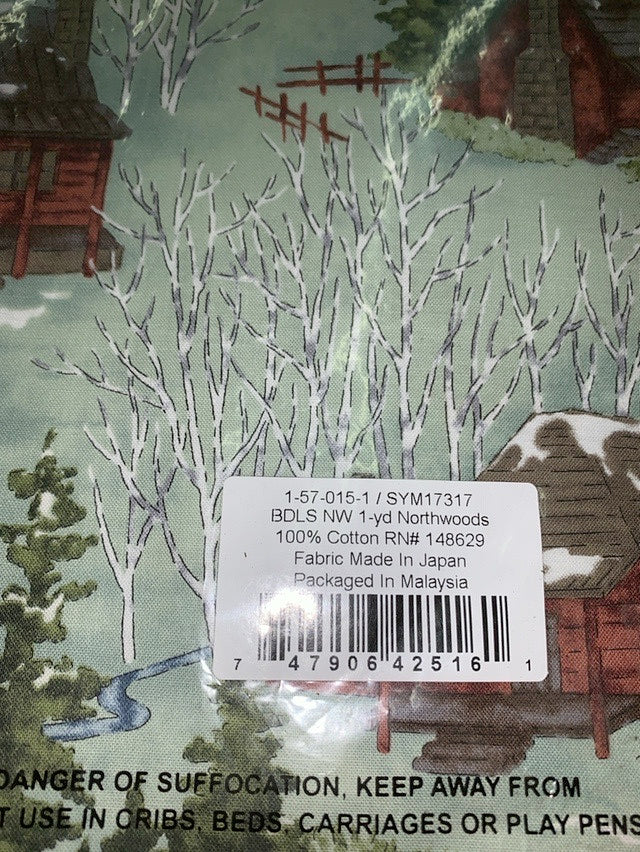 1-57-015-1 / SYM17317
BDLS NW 1-yd Northwoods
100% Cotton RN# 148629
Fabric Made In Japan
Packaged In Malaysia
7 47906 42516 1
DANGER OF SUFFOCATION, KEEP AWAY FROM
T USE IN CRIBS, BEDS, CARRIAGES OR PLAY PENS